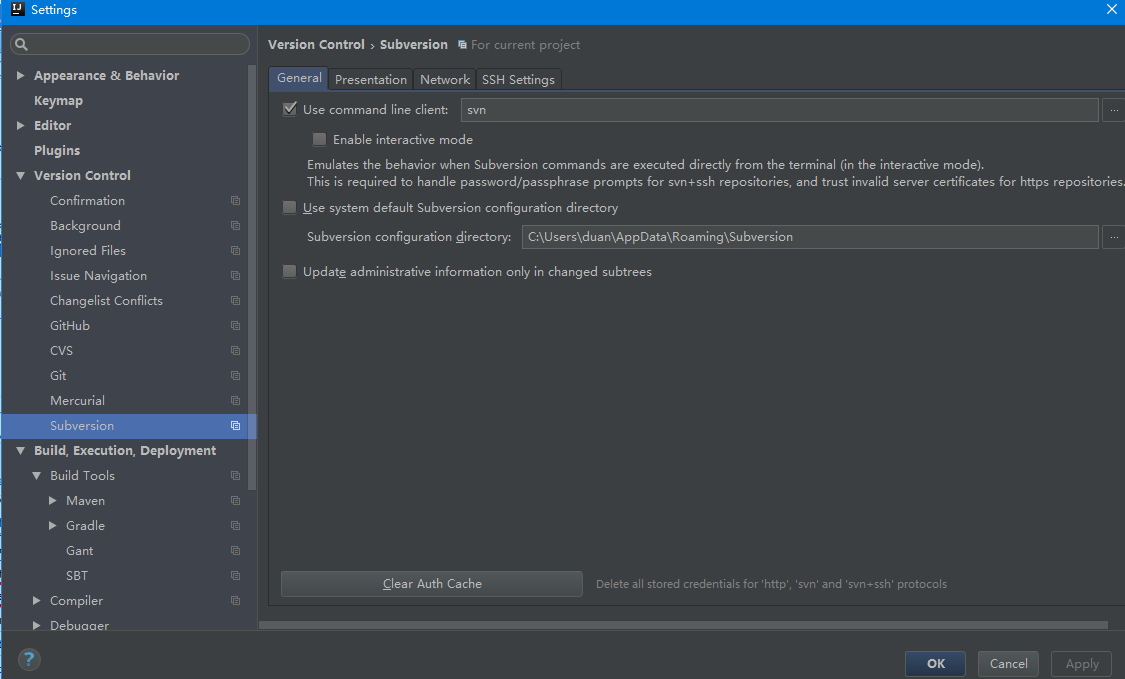 IJ Settings
Version Control › Subversion For current project
Appearance & Behavior
Keymap
Editor
Plugins
Version Control
Confirmation
Background
Ignored Files
Issue Navigation
Changelist Conflicts
GitHub
CVS
Git
Mercurial
Subversion
Build, Execution, Deployment
Build Tools
Maven
Gradle
Gant
SBT
Compiler
Debugger
General Presentation Network SSH Settings
Use command line client: svn ...
Enable interactive mode
Emulates the behavior when Subversion commands are executed directly from the terminal (in the interactive mode).
This is required to handle password/passphrase prompts for svn+ssh repositories, and trust invalid server certificates for https repositories.
Use system default Subversion configuration directory
Subversion configuration directory: C:\Users\duan\AppData\Roaming\Subversion ...
Update administrative information only in changed subtrees
Clear Auth Cache Delete all stored credentials for 'http', 'svn' and 'svn+ssh' protocols
? OK Cancel Apply